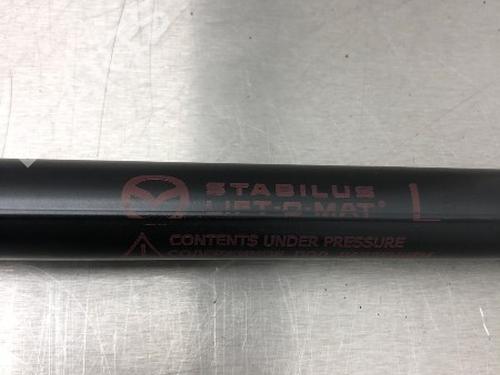 STABILUS
LIFT-O-MAT® L
CONTENTS UNDER PRESSURE